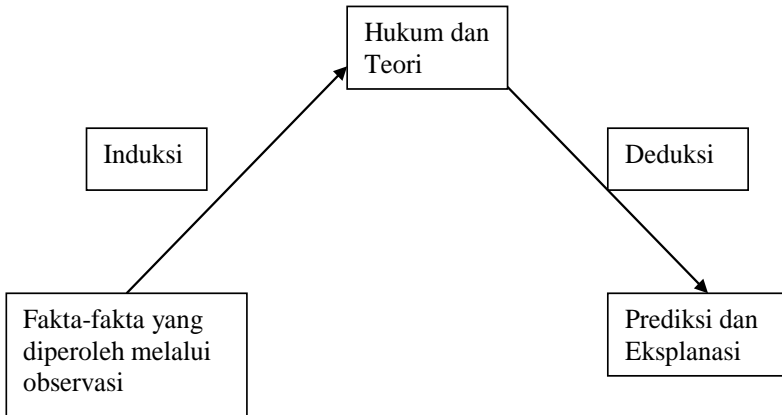 Hukum dan
Teori
Induksi
Deduksi
Fakta-fakta yang
diperoleh melalui
observasi
Prediksi dan
Eksplanasi